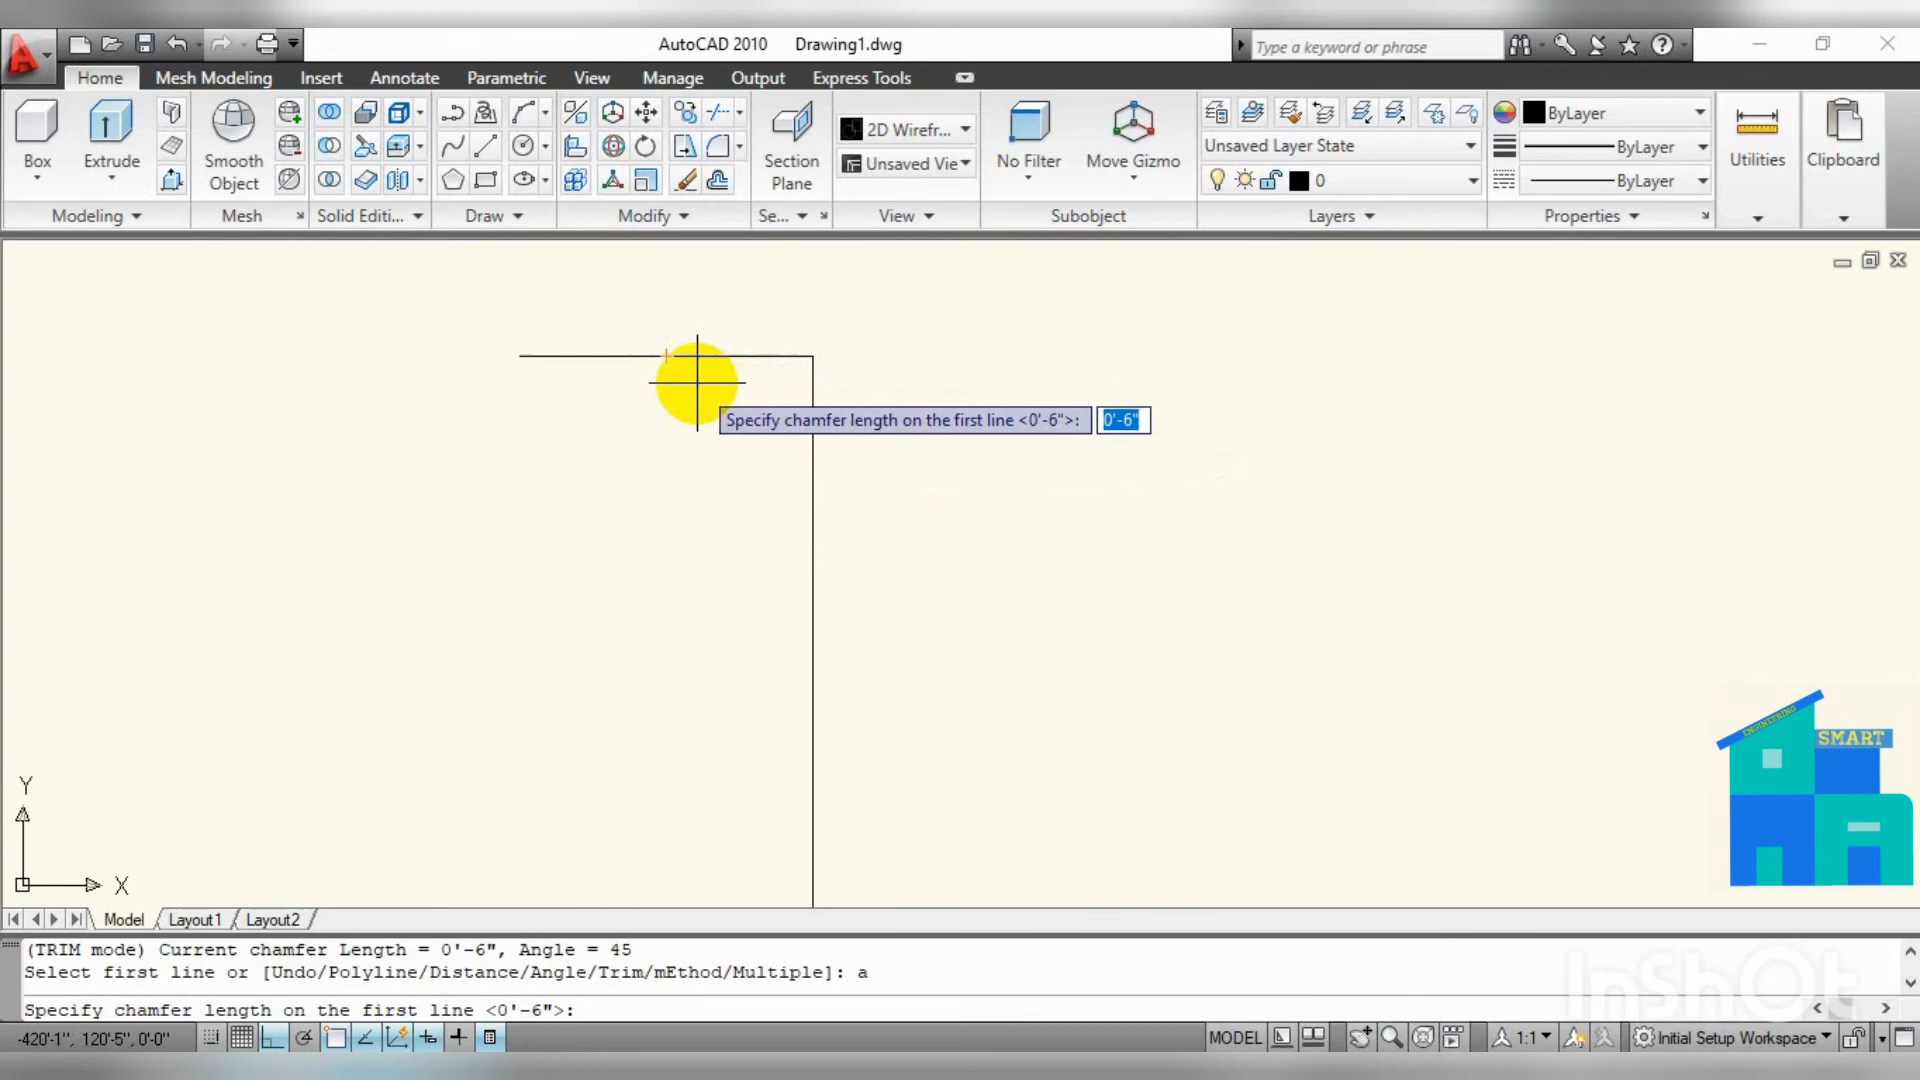 AutoCAD 2010 Drawing1.dwg
Type a keyword or phrase
Home Mesh Modeling Insert Annotate Parametric View Manage Output Express Tools
Box
Extrude
Smooth Object
Section Plane
2D Wirefr...
Unsaved Vie
No Filter
Move Gizmo
Unsaved Layer State
0
ByLayer
ByLayer
ByLayer
Utilities
Clipboard
Modeling Mesh Solid Editi... Draw Modify Se... View Subobject Layers Properties
Specify chamfer length on the first line <0'-6">: 0'-6"
ENGINEERING
SMART
Y
X
Model Layout1 Layout2
(TRIM mode) Current chamfer Length = 0'-6", Angle = 45
Select first line or [Undo/Polyline/Distance/Angle/Trim/mEthod/Multiple]: a
Specify chamfer length on the first line <0'-6">:
InShOt
-420'-1", 120'-5", 0'-0" MODEL 1:1 Initial Setup Workspace